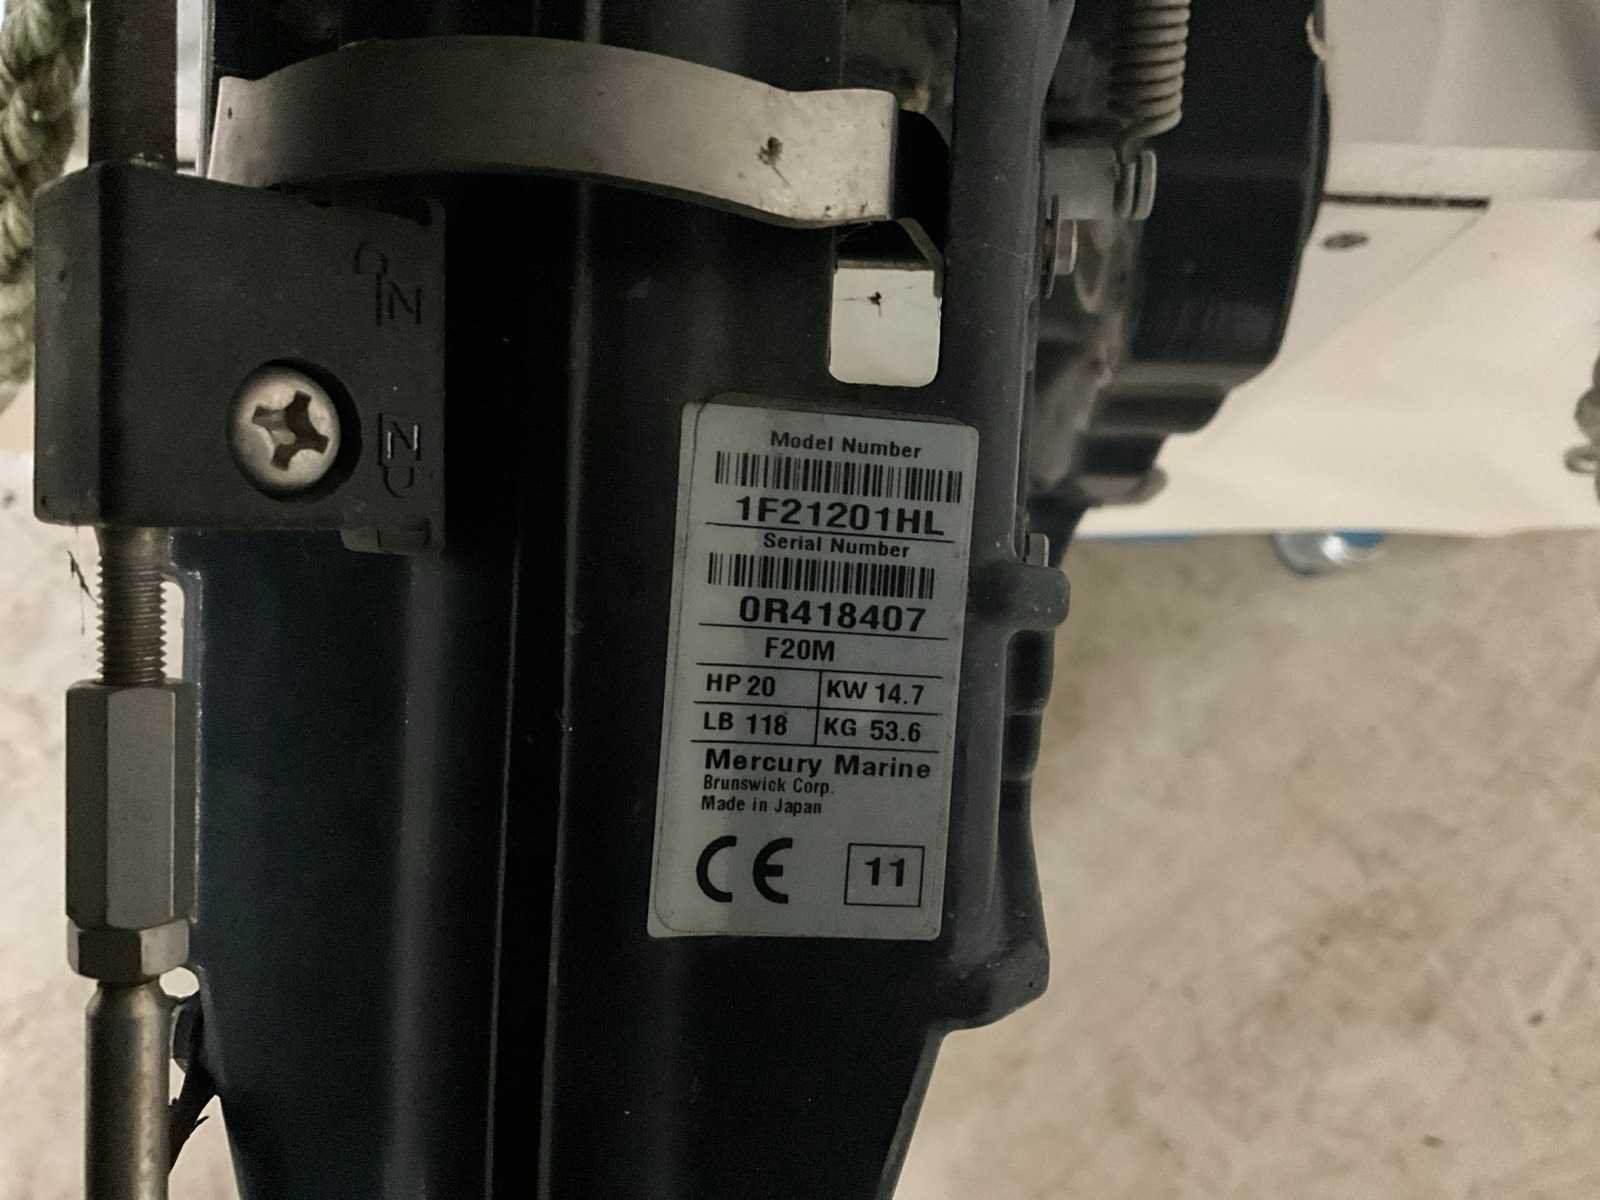 Model Number
1F21201HL
Serial Number
0R418407
F20M
HP 20 KW 14.7
LB 118 KG 53.6
Mercury Marine
Brunswick Corp.
Made in Japan
CE 11